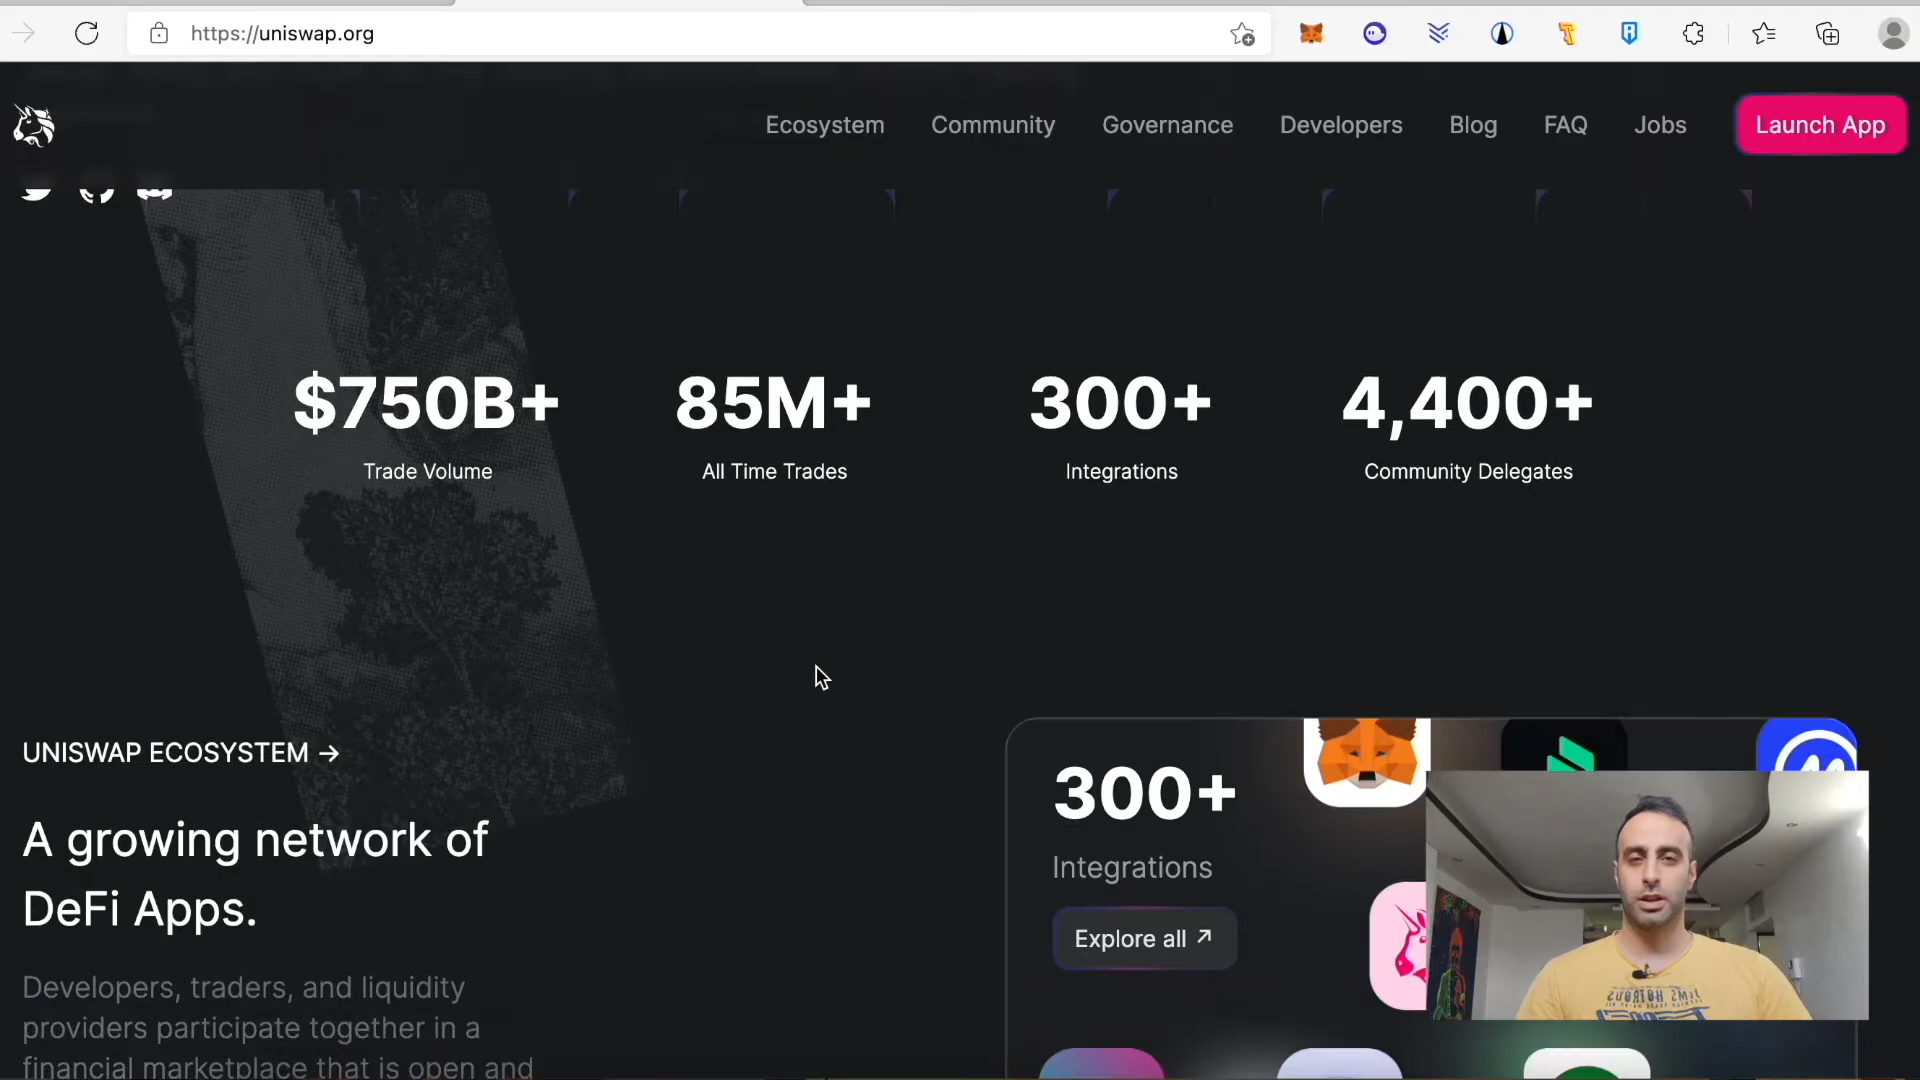 https://uniswap.org
Ecosystem Community Governance Developers Blog FAQ Jobs Launch App
$750B+ 85M+ 300+ 4,400+
Trade Volume All Time Trades Integrations Community Delegates
UNISWAP ECOSYSTEM →
A growing network of
DeFi Apps.
Developers, traders, and liquidity
providers participate together in a
financial marketplace that is open and
300+
Integrations
Explore all ↗